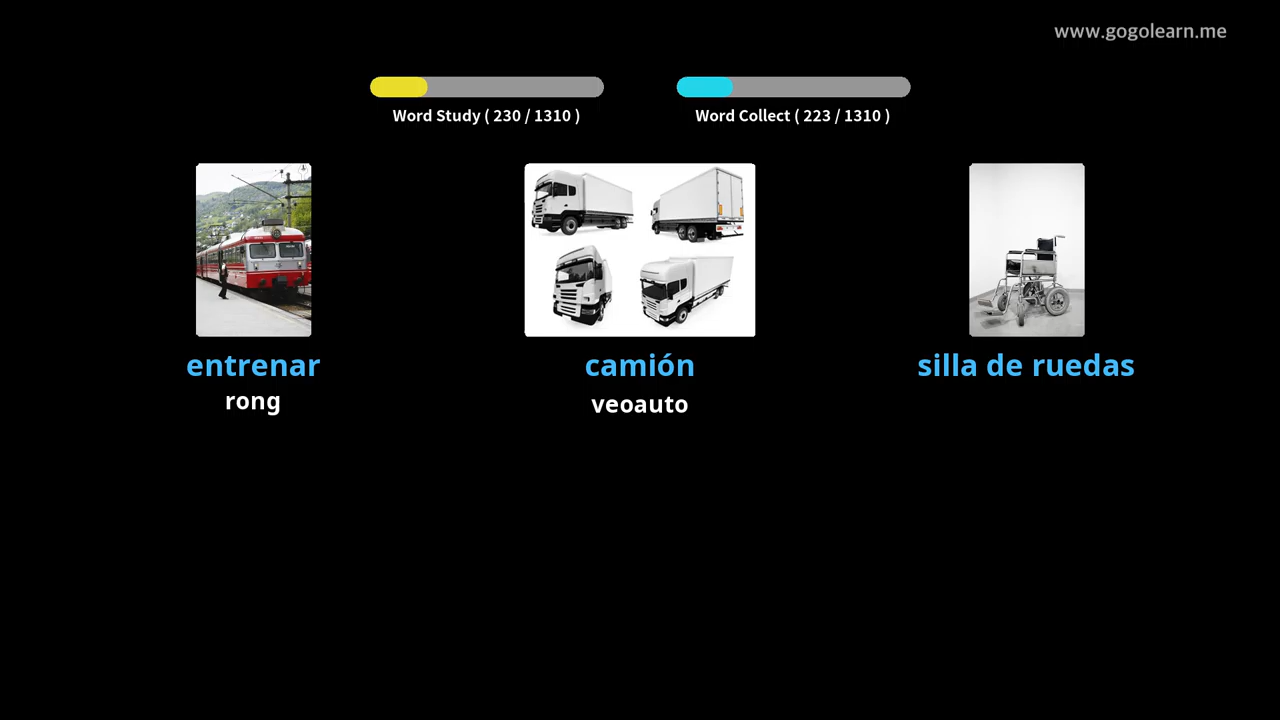 www.gogolearn.me
Word Study ( 230 / 1310 )
Word Collect ( 223 / 1310 )
entrenar
rong
camión
veoauto
silla de ruedas